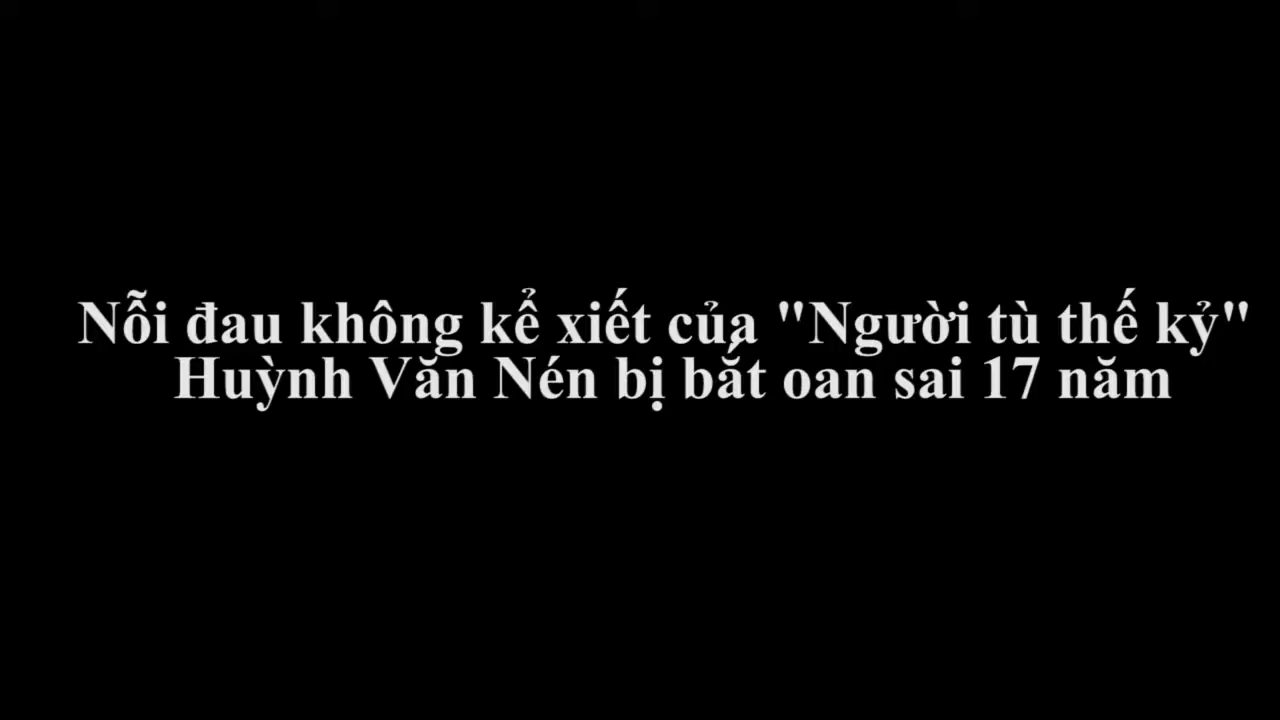 Nỗi đau không kể xiết của "Người tù thế kỷ"
Huỳnh Văn Nén bị bắt oan sai 17 năm